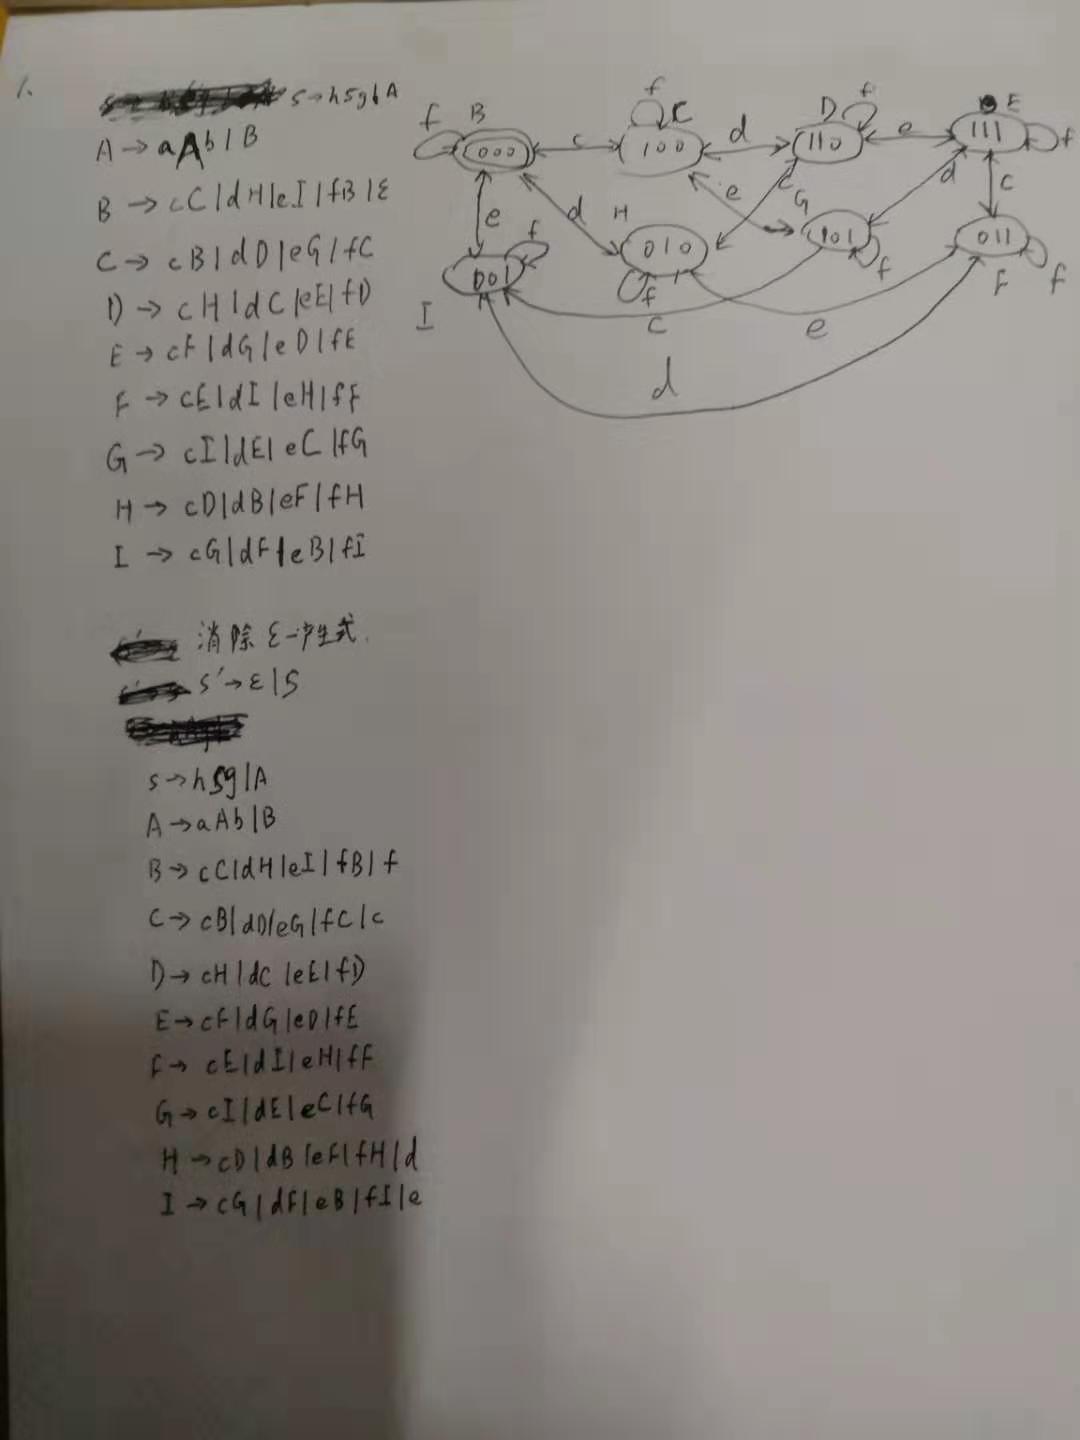 1.
S→hSg|A
A→aAb|B
B→cC|dH|eI|fB|ε
C→cB|dD|eG|fC
D→cH|dC|eE|fD
E→cF|dG|eD|fE
F→cE|dI|eH|fF
G→cI|dE|eC|fG
H→cD|dB|eF|fH
I→cG|dF|eB|fI
f B f C D f E
000 c 100 d 110 e 111 f
e d H e c G d c
f 010 101 011
I 001 f f F f
c e
d
消除ε-产生式.
S'→ε|S
S→hSg|A
A→aAb|B
B→cC|dH|eI|fB|f
C→cB|dD|eG|fC|c
D→cH|dC|eE|fD
E→cF|dG|eD|fE
F→cE|dI|eH|fF
G→cI|dE|eC|fG
H→cD|dB|eF|fH|d
I→cG|dF|eB|fI|e